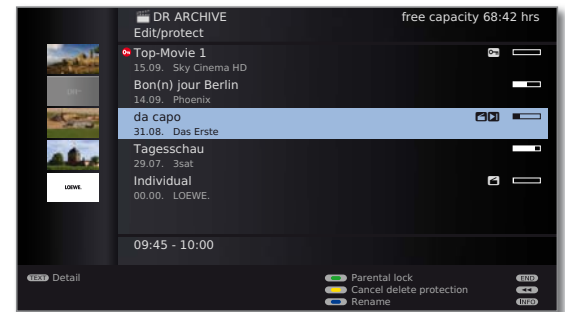 DR ARCHIVE
free capacity 68:42 hrs
Edit/protect
Top-Movie 1
15.09. Sky Cinema HD
Bon(n) jour Berlin
14.09. Phoenix
da capo
31.08. Das Erste
Tagesschau
29.07. 3sat
Individual
00.00. LOEWE.
LOEWE.
09:45 - 10:00
TEXT Detail
Parental lock
END
Cancel delete protection
Rename
INFO